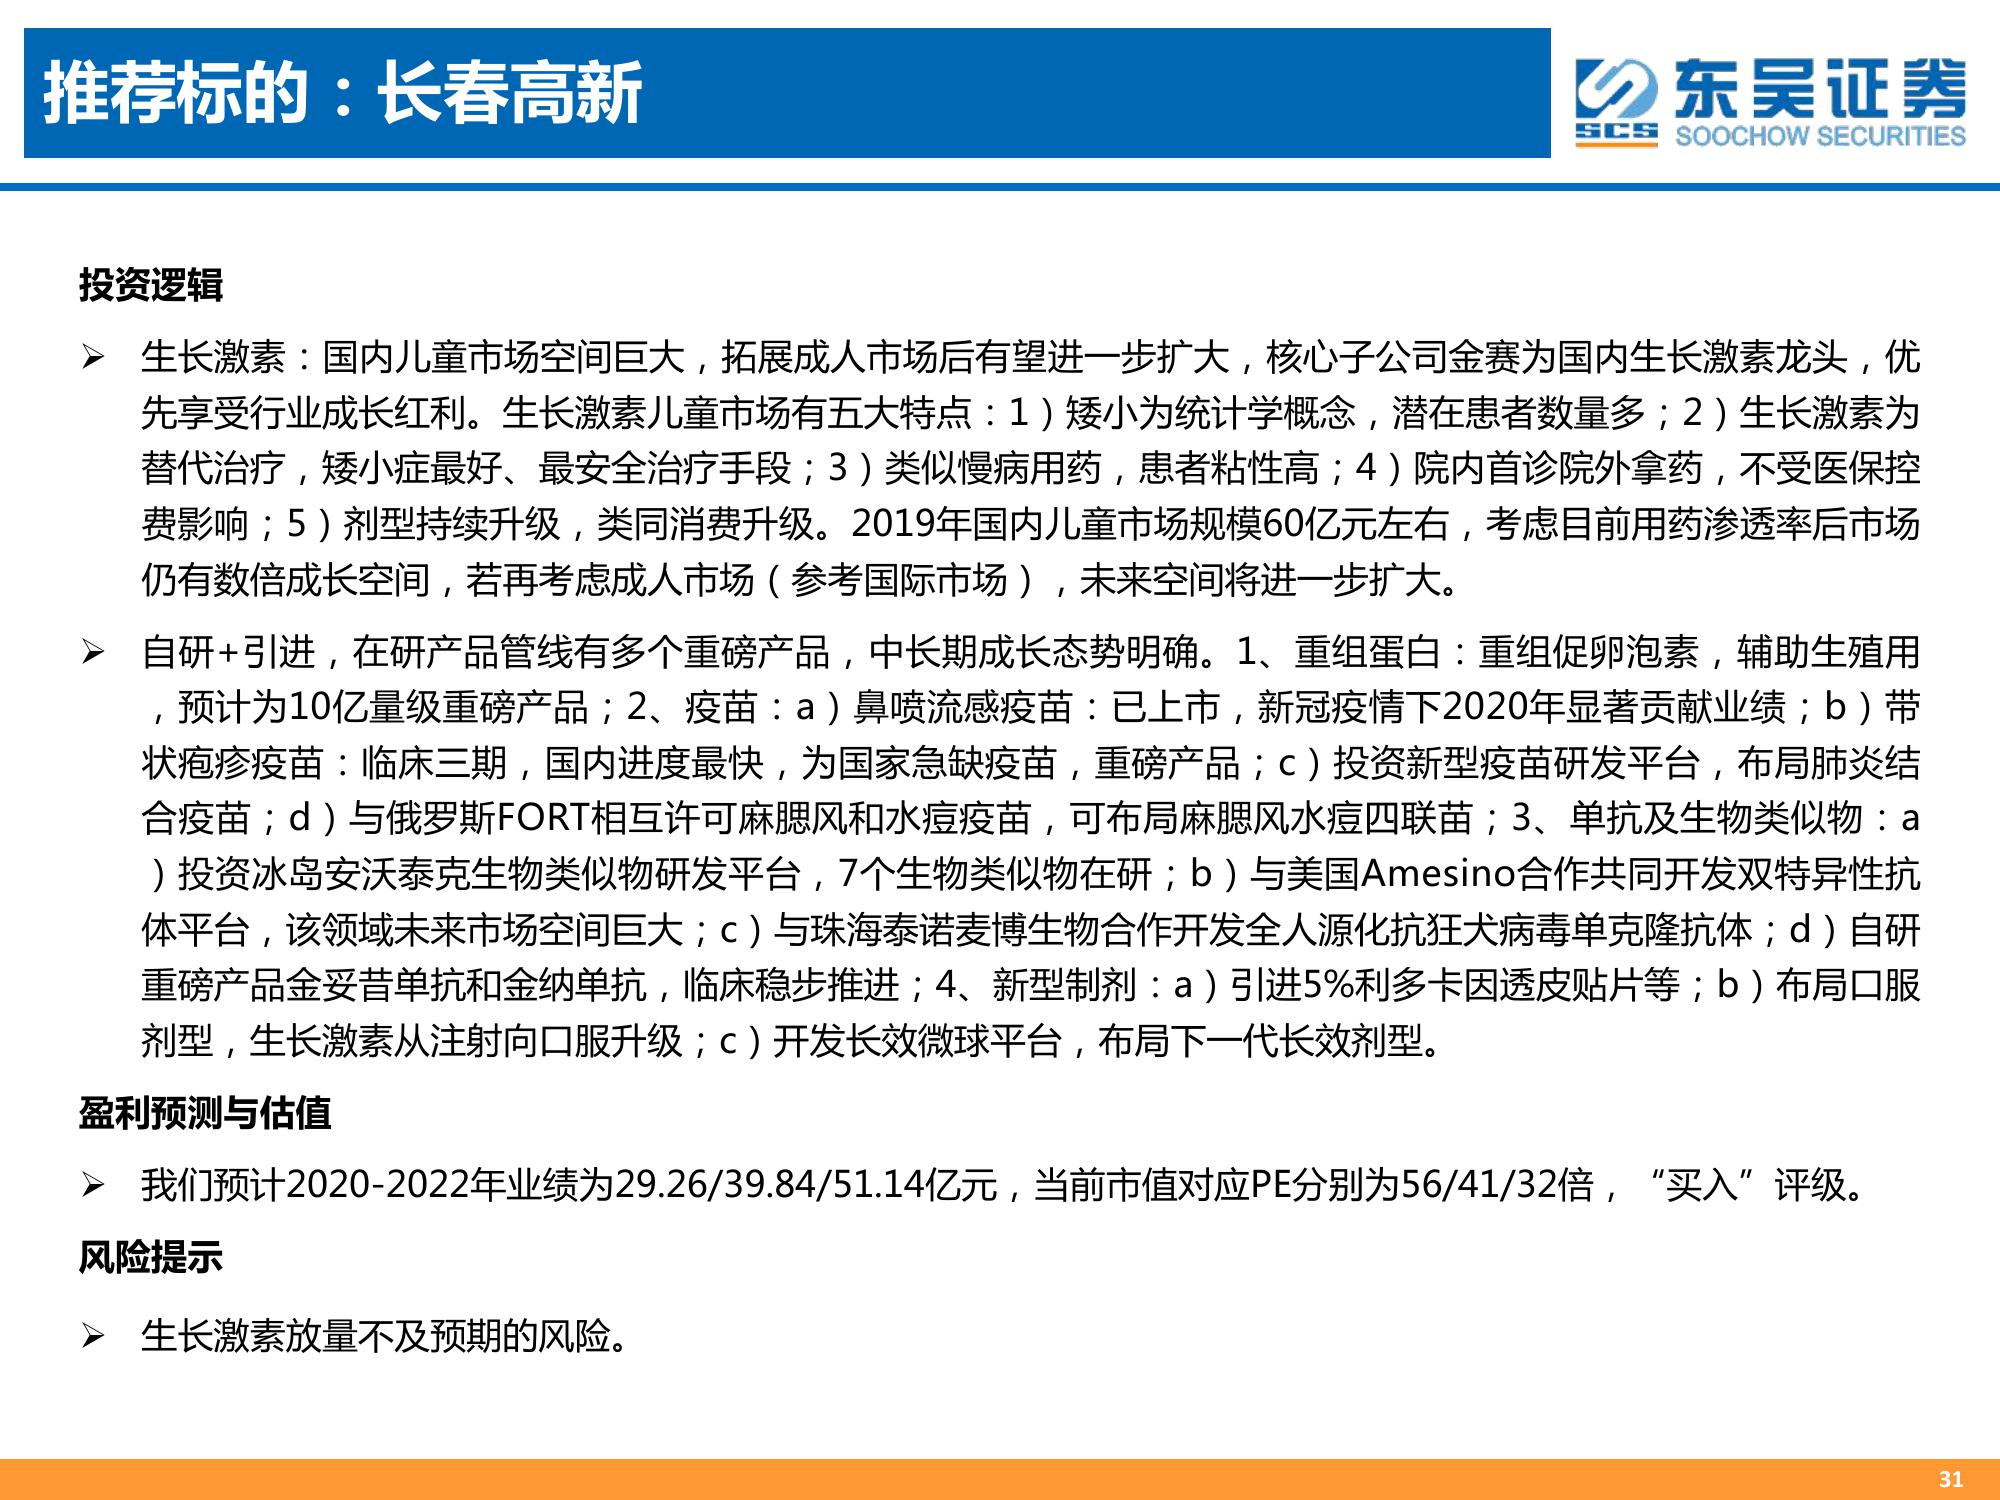 推荐标的：长春高新
东吴证券
SCS
SOOCHOW SECURITIES
投资逻辑
➢ 生长激素：国内儿童市场空间巨大，拓展成人市场后有望进一步扩大，核心子公司金赛为国内生长激素龙头，优
先享受行业成长红利。生长激素儿童市场有五大特点：1）矮小为统计学概念，潜在患者数量多；2）生长激素为
替代治疗，矮小症最好、最安全治疗手段；3）类似慢病用药，患者粘性高；4）院内首诊院外拿药，不受医保控
费影响；5）剂型持续升级，类同消费升级。2019年国内儿童市场规模60亿元左右，考虑目前用药渗透率后市场
仍有数倍成长空间，若再考虑成人市场（参考国际市场），未来空间将进一步扩大。
➢ 自研+引进，在研产品管线有多个重磅产品，中长期成长态势明确。1、重组蛋白：重组促卵泡素，辅助生殖用
，预计为10亿量级重磅产品；2、疫苗：a）鼻喷流感疫苗：已上市，新冠疫情下2020年显著贡献业绩；b）带
状疱疹疫苗：临床三期，国内进度最快，为国家急缺疫苗，重磅产品；c）投资新型疫苗研发平台，布局肺炎结
合疫苗；d）与俄罗斯FORT相互许可麻腮风和水痘疫苗，可布局麻腮风水痘四联苗；3、单抗及生物类似物：a
）投资冰岛安沃泰克生物类似物研发平台，7个生物类似物在研；b）与美国Amesino合作共同开发双特异性抗
体平台，该领域未来市场空间巨大；c）与珠海泰诺麦博生物合作开发全人源化抗狂犬病毒单克隆抗体；d）自研
重磅产品金妥昔单抗和金纳单抗，临床稳步推进；4、新型制剂：a）引进5%利多卡因透皮贴片等；b）布局口服
剂型，生长激素从注射向口服升级；c）开发长效微球平台，布局下一代长效剂型。
盈利预测与估值
➢ 我们预计2020-2022年业绩为29.26/39.84/51.14亿元，当前市值对应PE分别为56/41/32倍，“买入”评级。
风险提示
➢ 生长激素放量不及预期的风险。
31